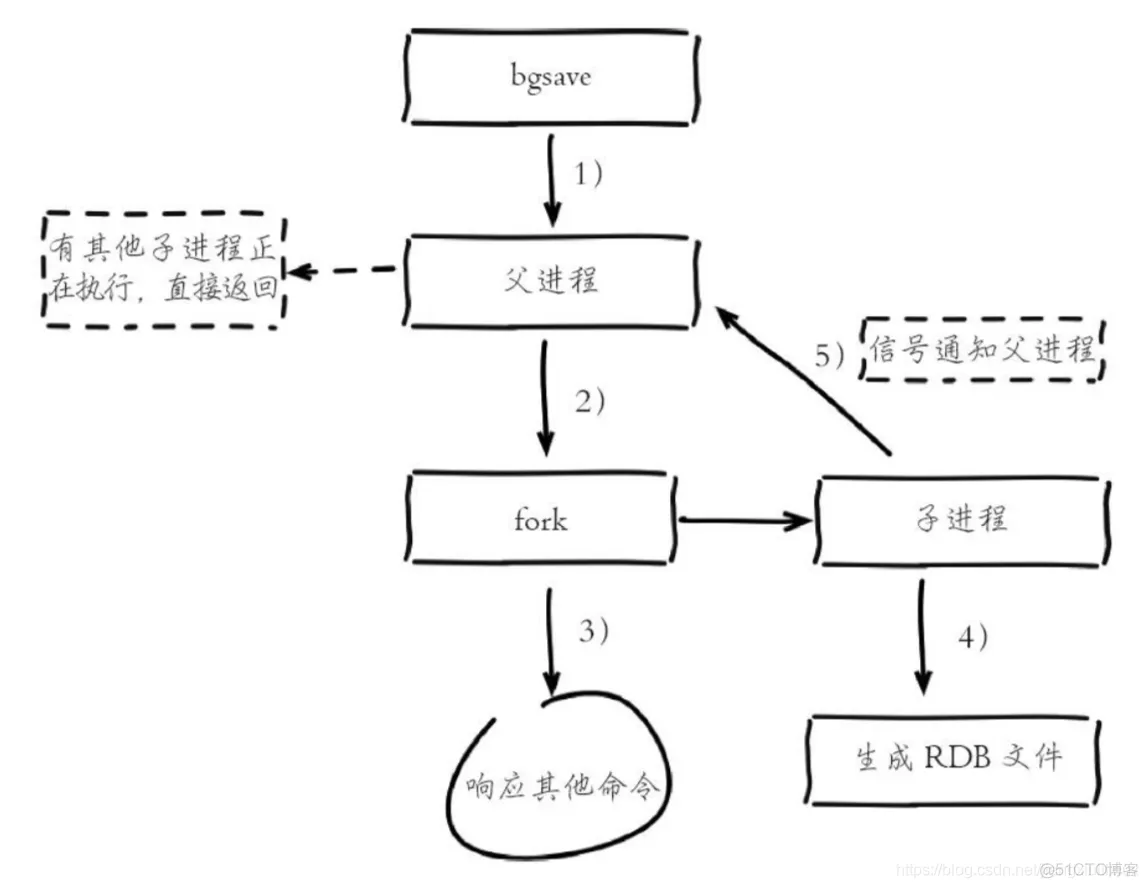 bgsave
1)
有其他子进程正
在执行，直接返回
父进程
5)
信号通知父进程
2)
fork
子进程
3)
4)
响应其他命令
生成 RDB 文件
https://blog.csdn.net/
@51CTO博客